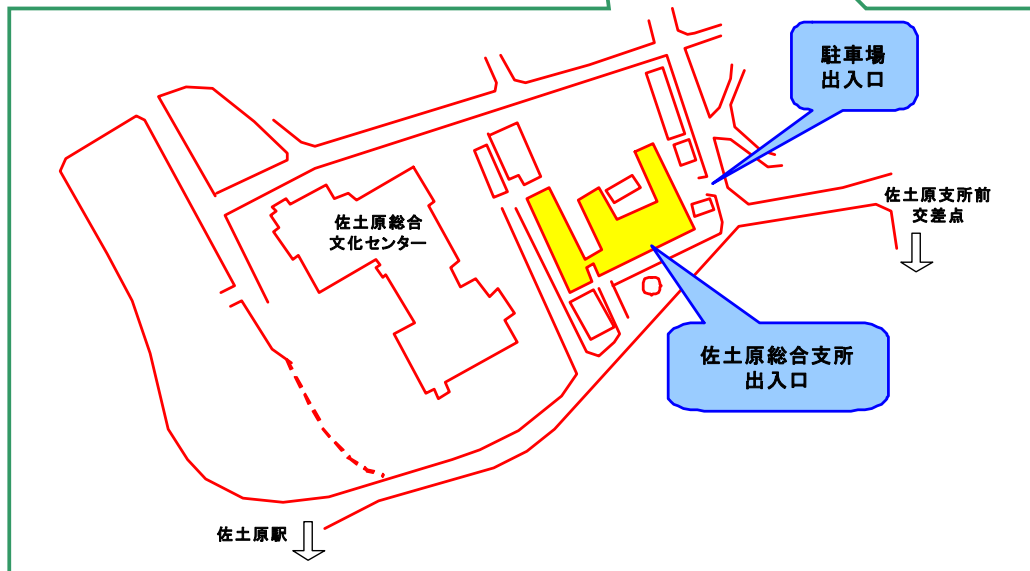 駐車場
出入口
佐土原支所前
交差点
佐土原総合
文化センター
佐土原総合支所
出入口
佐土原駅